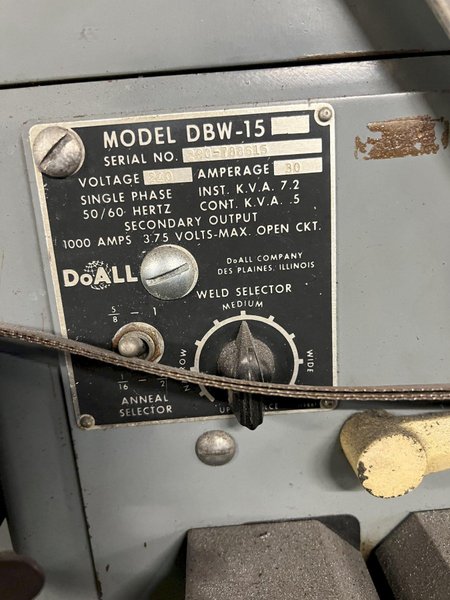 MODEL DBW-15
SERIAL NO.
VOLTAGE 220 AMPERAGE 30
SINGLE PHASE INST. K.V.A. 7.2
50/60 HERTZ CONT. K.V.A. .5
SECONDARY OUTPUT
1000 AMPS 3.75 VOLTS-MAX. OPEN CKT.
DoALL
DoALL COMPANY
DES PLAINES, ILLINOIS
WELD SELECTOR
MEDIUM
5/8 - 1
WIDE
1/16 - 2
ANNEAL
SELECTOR